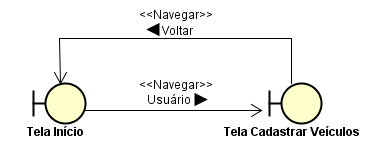 <<Navegar>>
Voltar
<<Navegar>>
Usuário
Tela Início
Tela Cadastrar Veículos